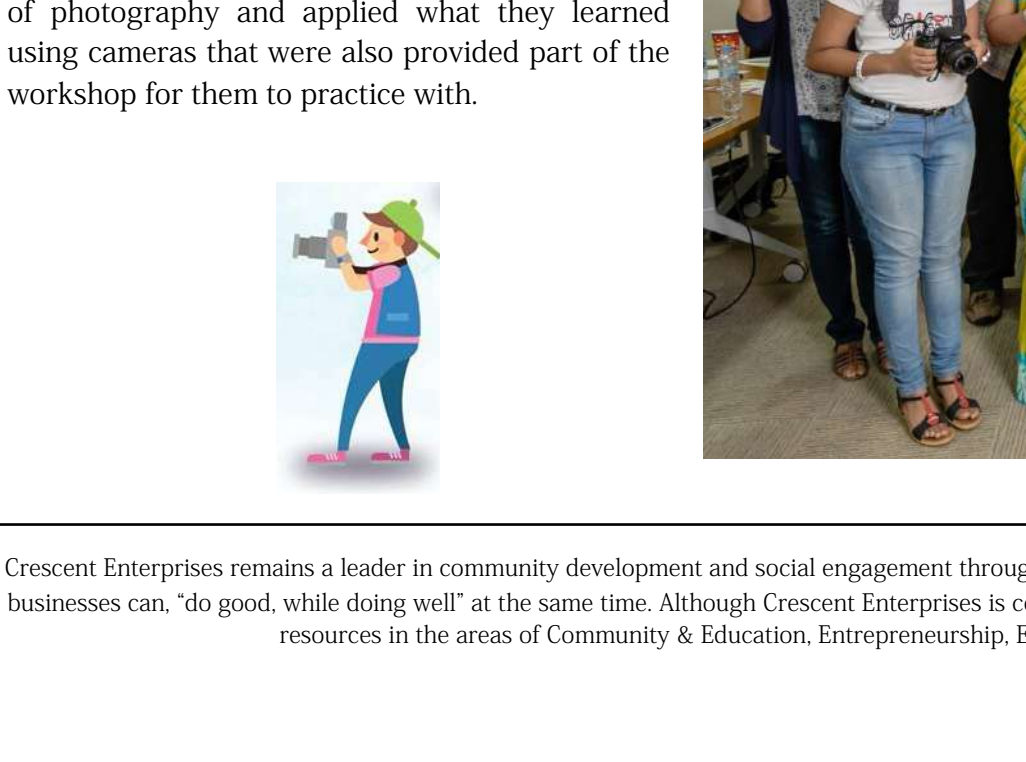 of photography and applied what they learned
using cameras that were also provided part of the
workshop for them to practice with.
Crescent Enterprises remains a leader in community development and social engagement throug
businesses can, “do good, while doing well” at the same time. Although Crescent Enterprises is c
resources in the areas of Community & Education, Entrepreneurship, E